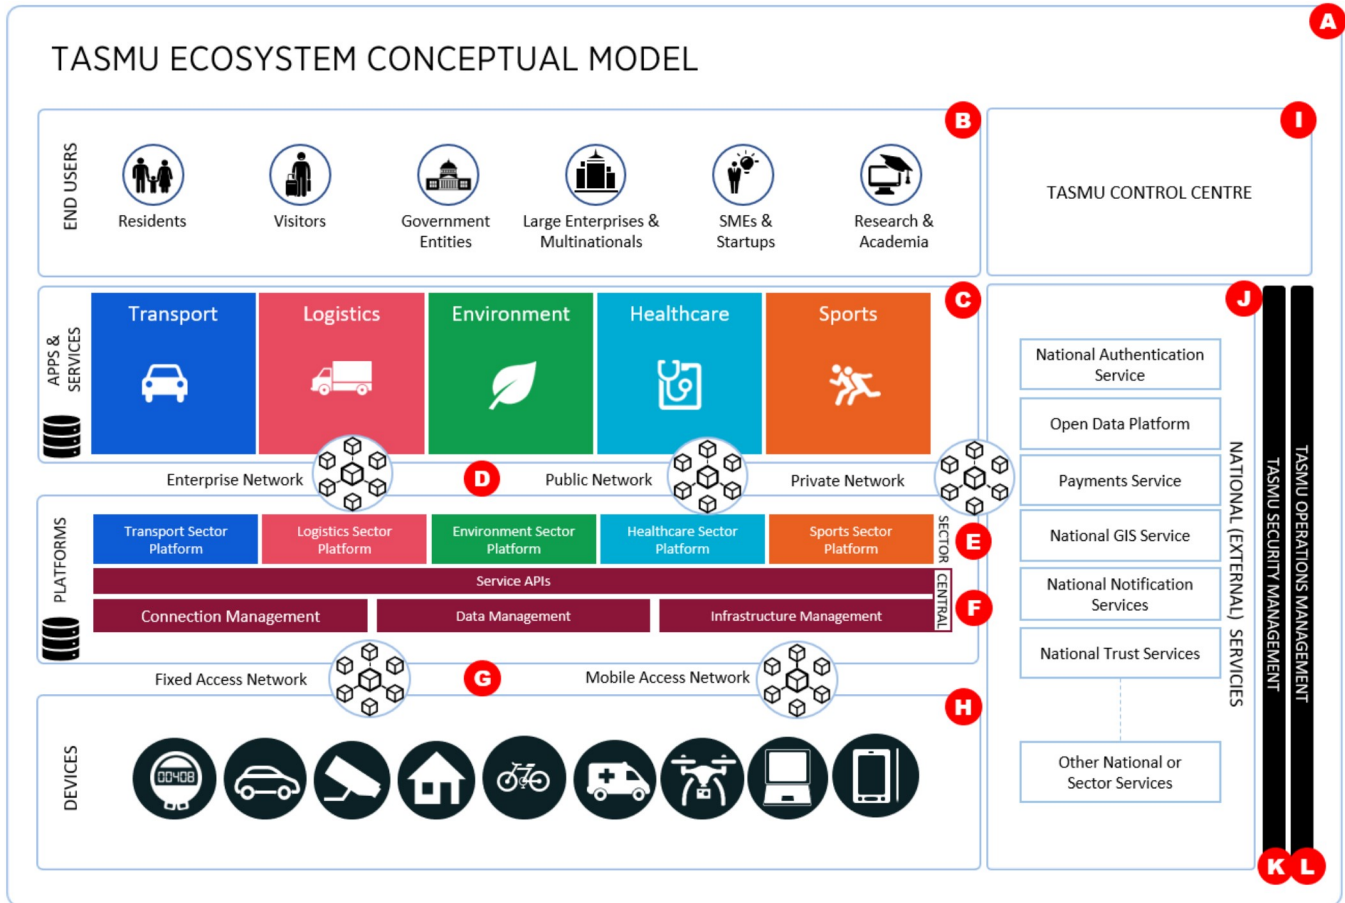 A
TASMU ECOSYSTEM CONCEPTUAL MODEL
END USERS
B
Residents
Visitors
Government
Entities
Large Enterprises &
Multinationals
SMEs &
Startups
Research &
Academia
I
TASMU CONTROL CENTRE
APPS &
SERVICES
C
Transport
Logistics
Environment
Healthcare
Sports
Enterprise Network
D
Public Network
Private Network
PLATFORMS
Transport Sector
Platform
Logistics Sector
Platform
Environment Sector
Platform
Healthcare Sector
Platform
Sports Sector
Platform
SECTOR
E
Service APIs
CENTRAL
F
Connection Management
Data Management
Infrastructure Management
Fixed Access Network
G
Mobile Access Network
DEVICES
H
00408
J
National Authentication
Service
Open Data Platform
Payments Service
National GIS Service
National Notification
Services
National Trust Services
Other National or
Sector Services
NATIONAL (EXTERNAL) SERVICIES
TASMU SECURITY MANAGEMENT
TASMU OPERATIONS MANAGEMENT
K
L